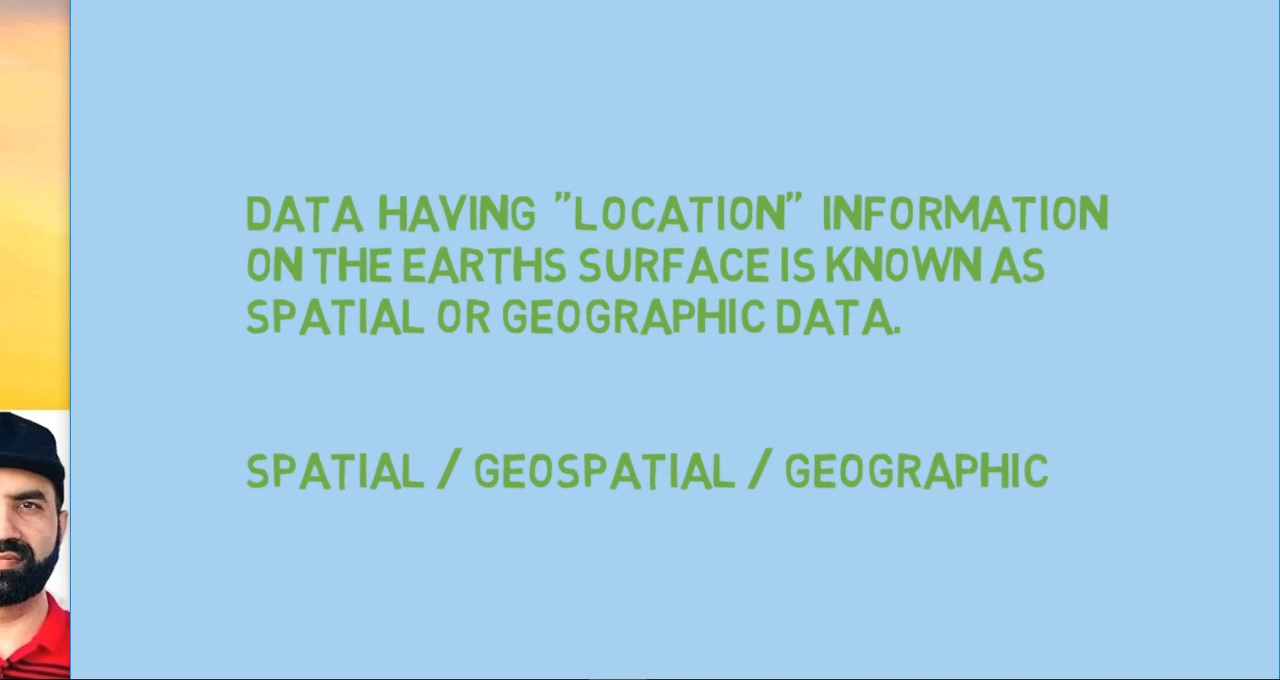 DATA HAVING "LOCATION" INFORMATION
ON THE EARTHS SURFACE IS KNOWN AS
SPATIAL OR GEOGRAPHIC DATA.
SPATIAL / GEOSPATIAL / GEOGRAPHIC